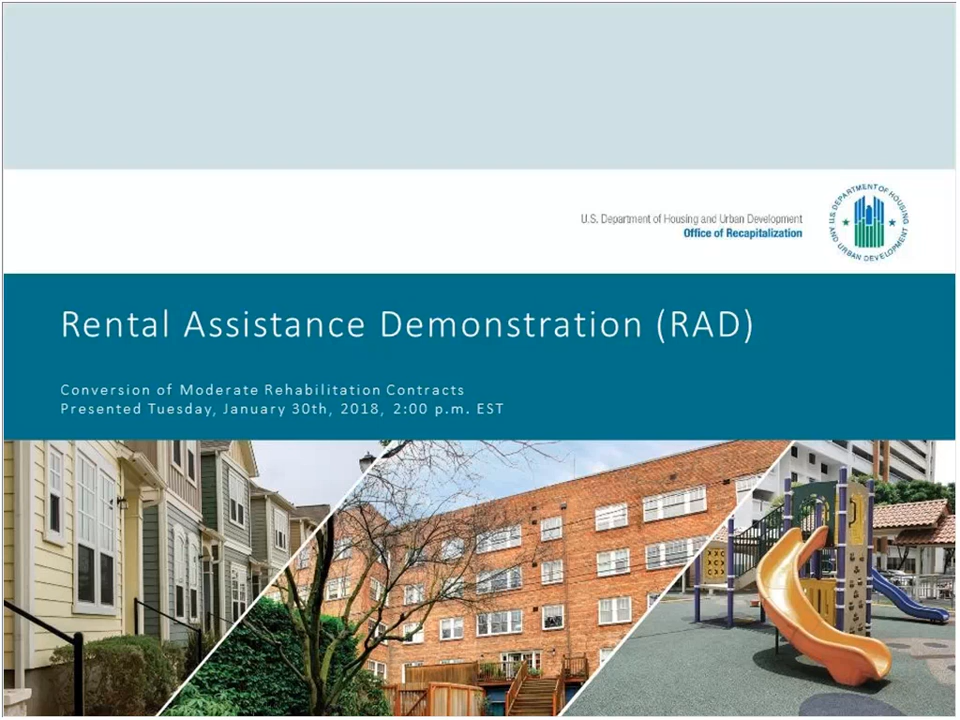 U.S. Department of Housing and Urban Development
Office of Recapitalization
U.S. DEPARTMENT OF HOUSING
AND URBAN DEVELOPMENT
Rental Assistance Demonstration (RAD)
Conversion of Moderate Rehabilitation Contracts
Presented Tuesday, January 30th, 2018, 2:00 p.m. EST